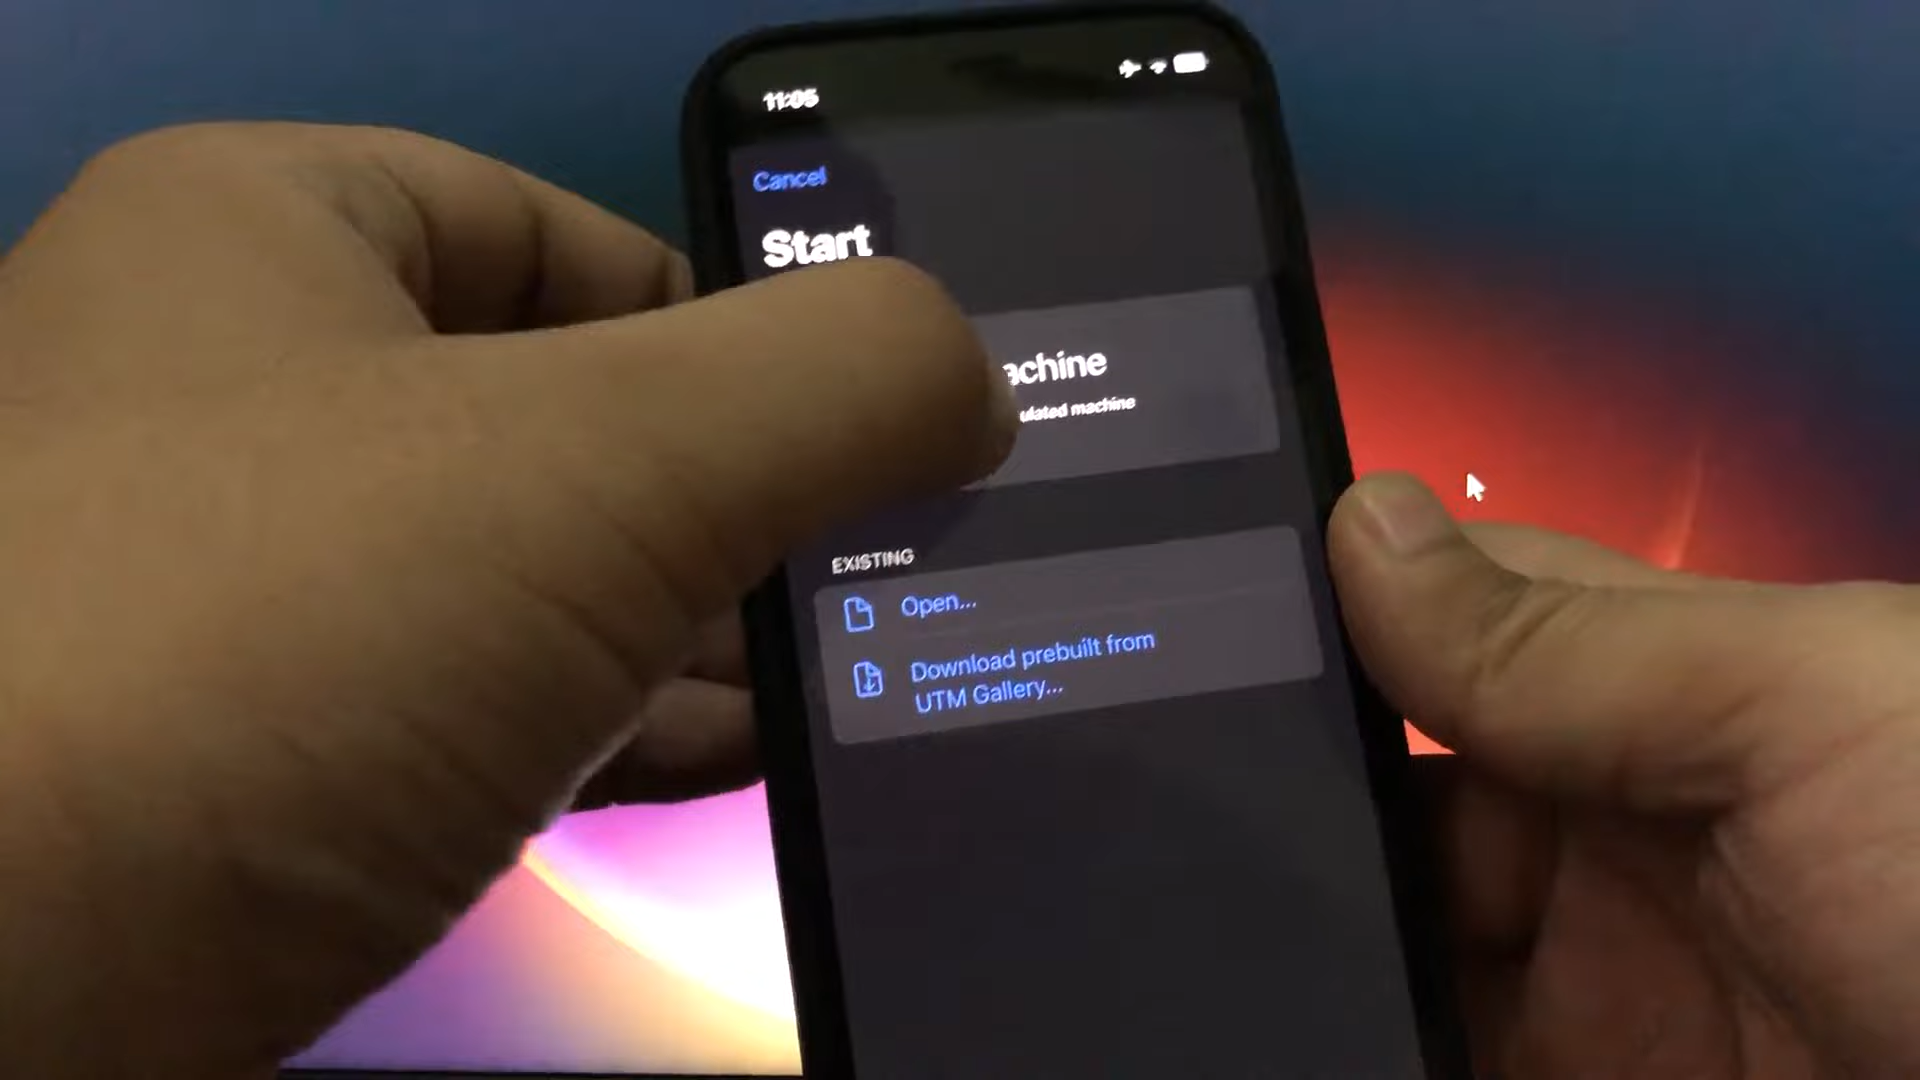 11:05
Cancel
Start
achine
ulated machine
EXISTING
Open...
Download prebuilt from
UTM Gallery...